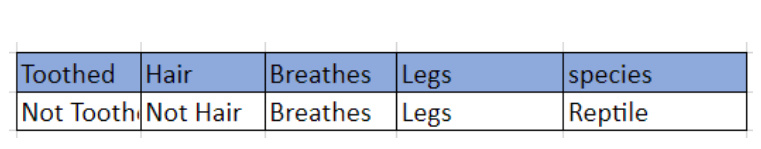 Toothed Hair Breathes Legs species
Not Tooth Not Hair Breathes Legs Reptile